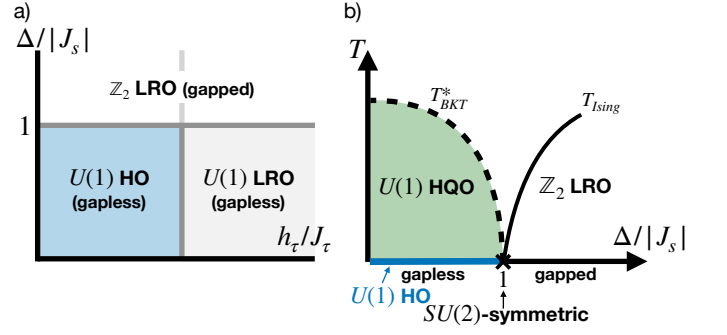 a)
Δ/|J_s|
ℤ₂ LRO (gapped)
1
U(1) HO
(gapless)
U(1) LRO
(gapless)
h_τ/J_τ
b)
T
T*_BKT
T_Ising
U(1) HQO
ℤ₂ LRO
Δ/|J_s|
gapless
gapped
1
U(1) HO
SU(2)-symmetric